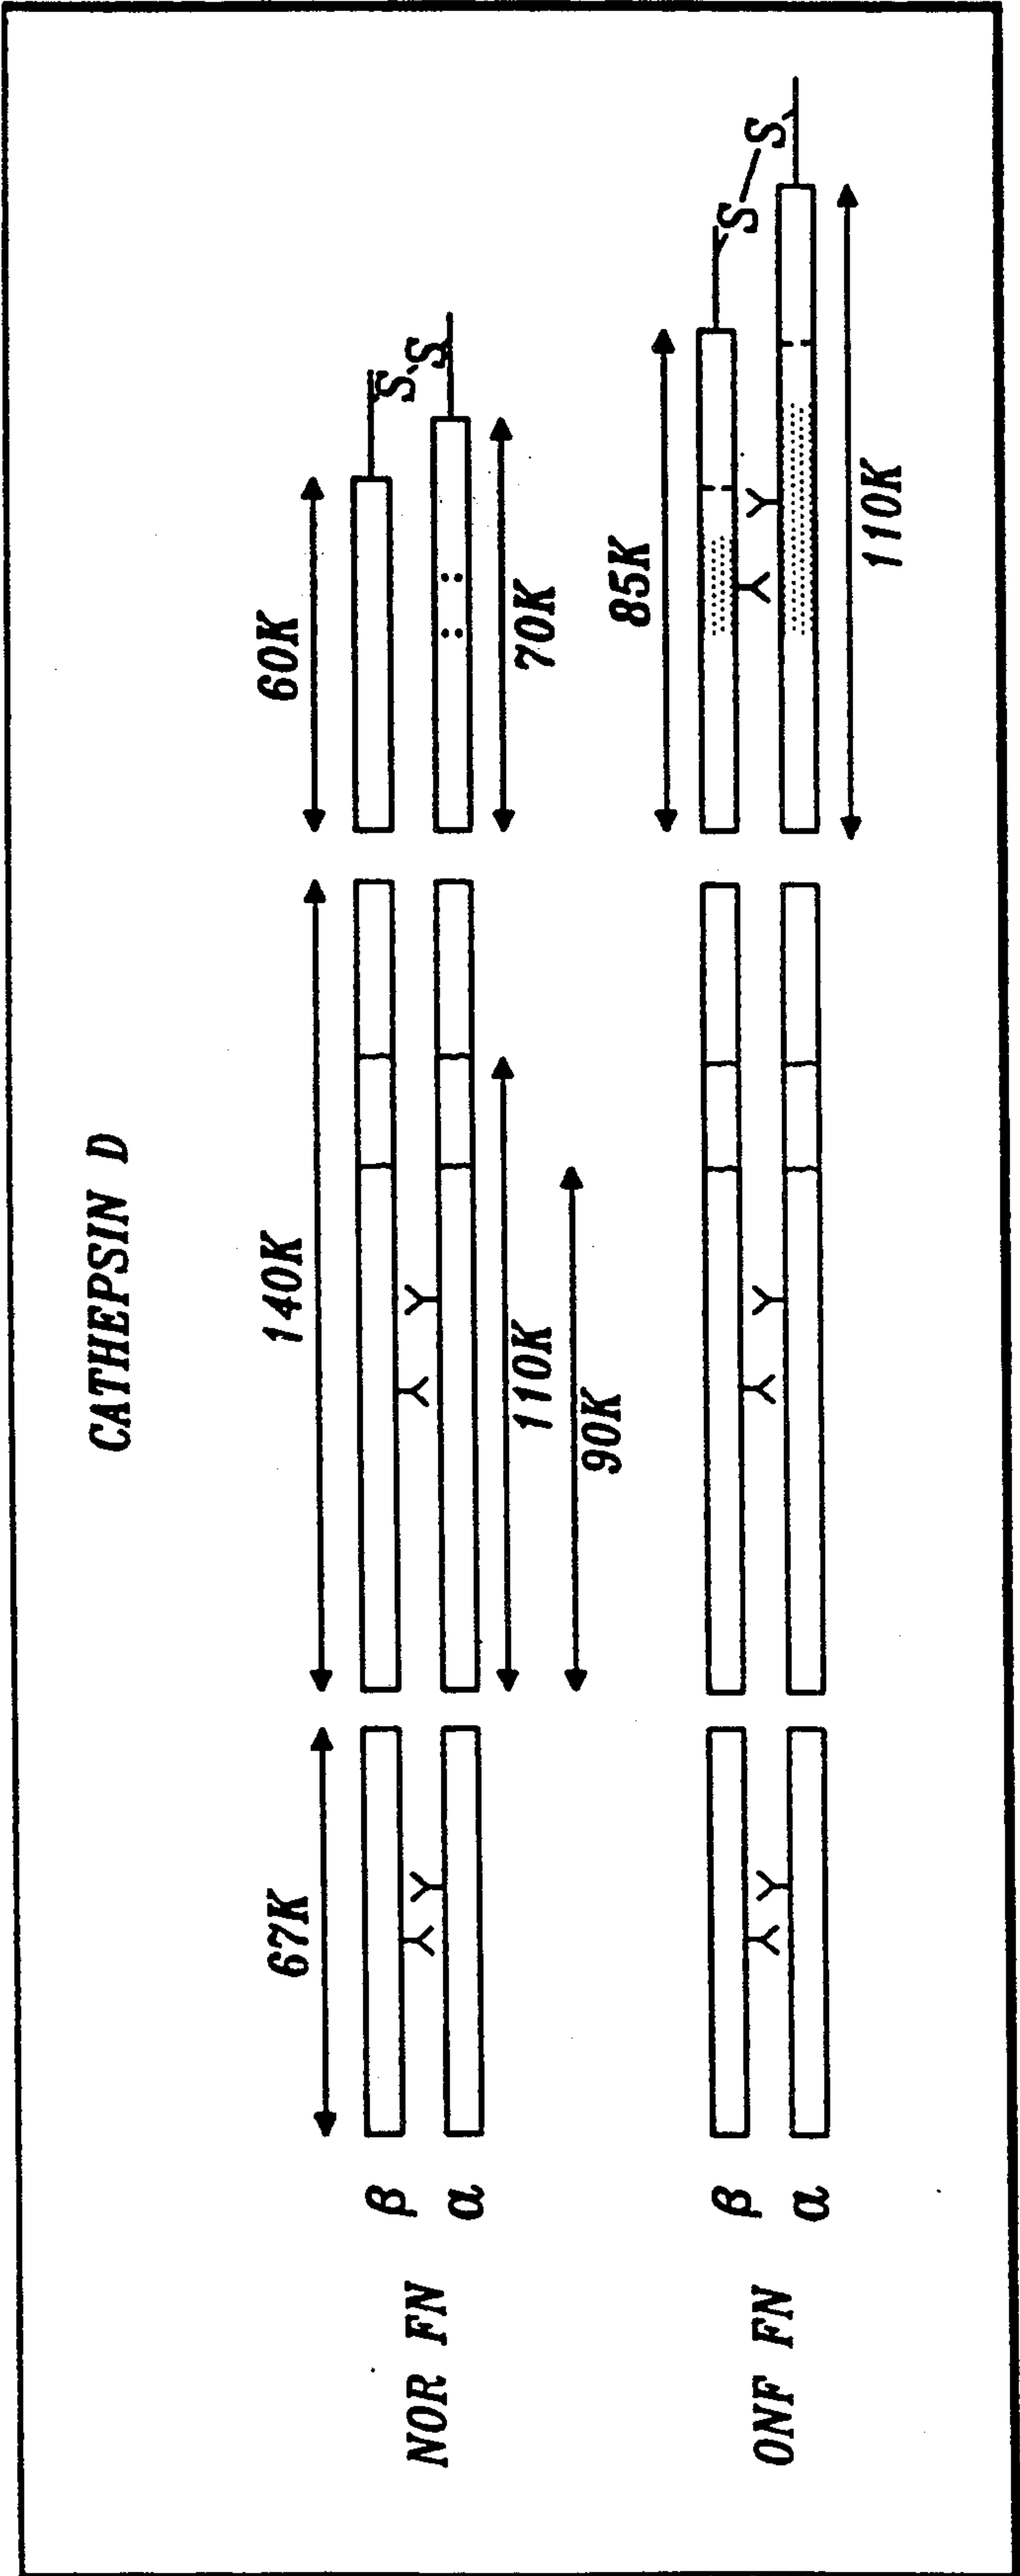 CATHEPSIN D
67K
140K
60K
β
S
S
α
110K
70K
90K
NOR FN
85K
β
S
S
α
110K
ONF FN